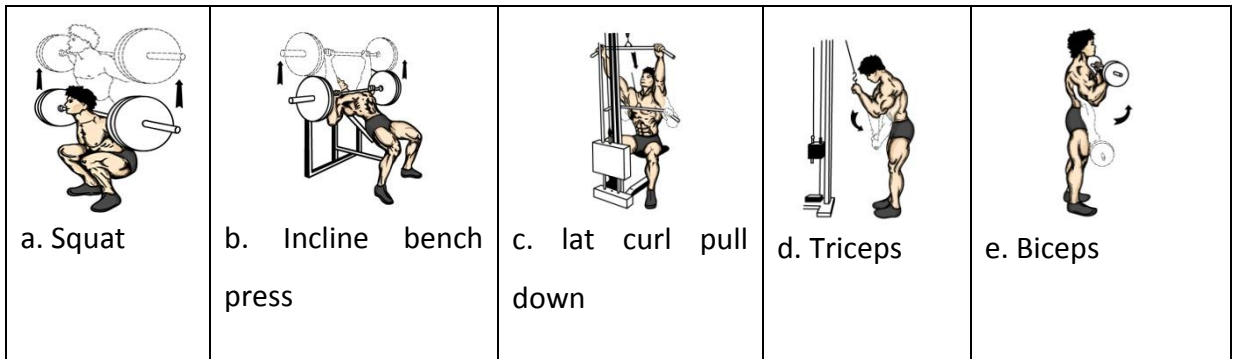 a. Squat
b. Incline bench
press
c. lat curl pull
down
d. Triceps
e. Biceps